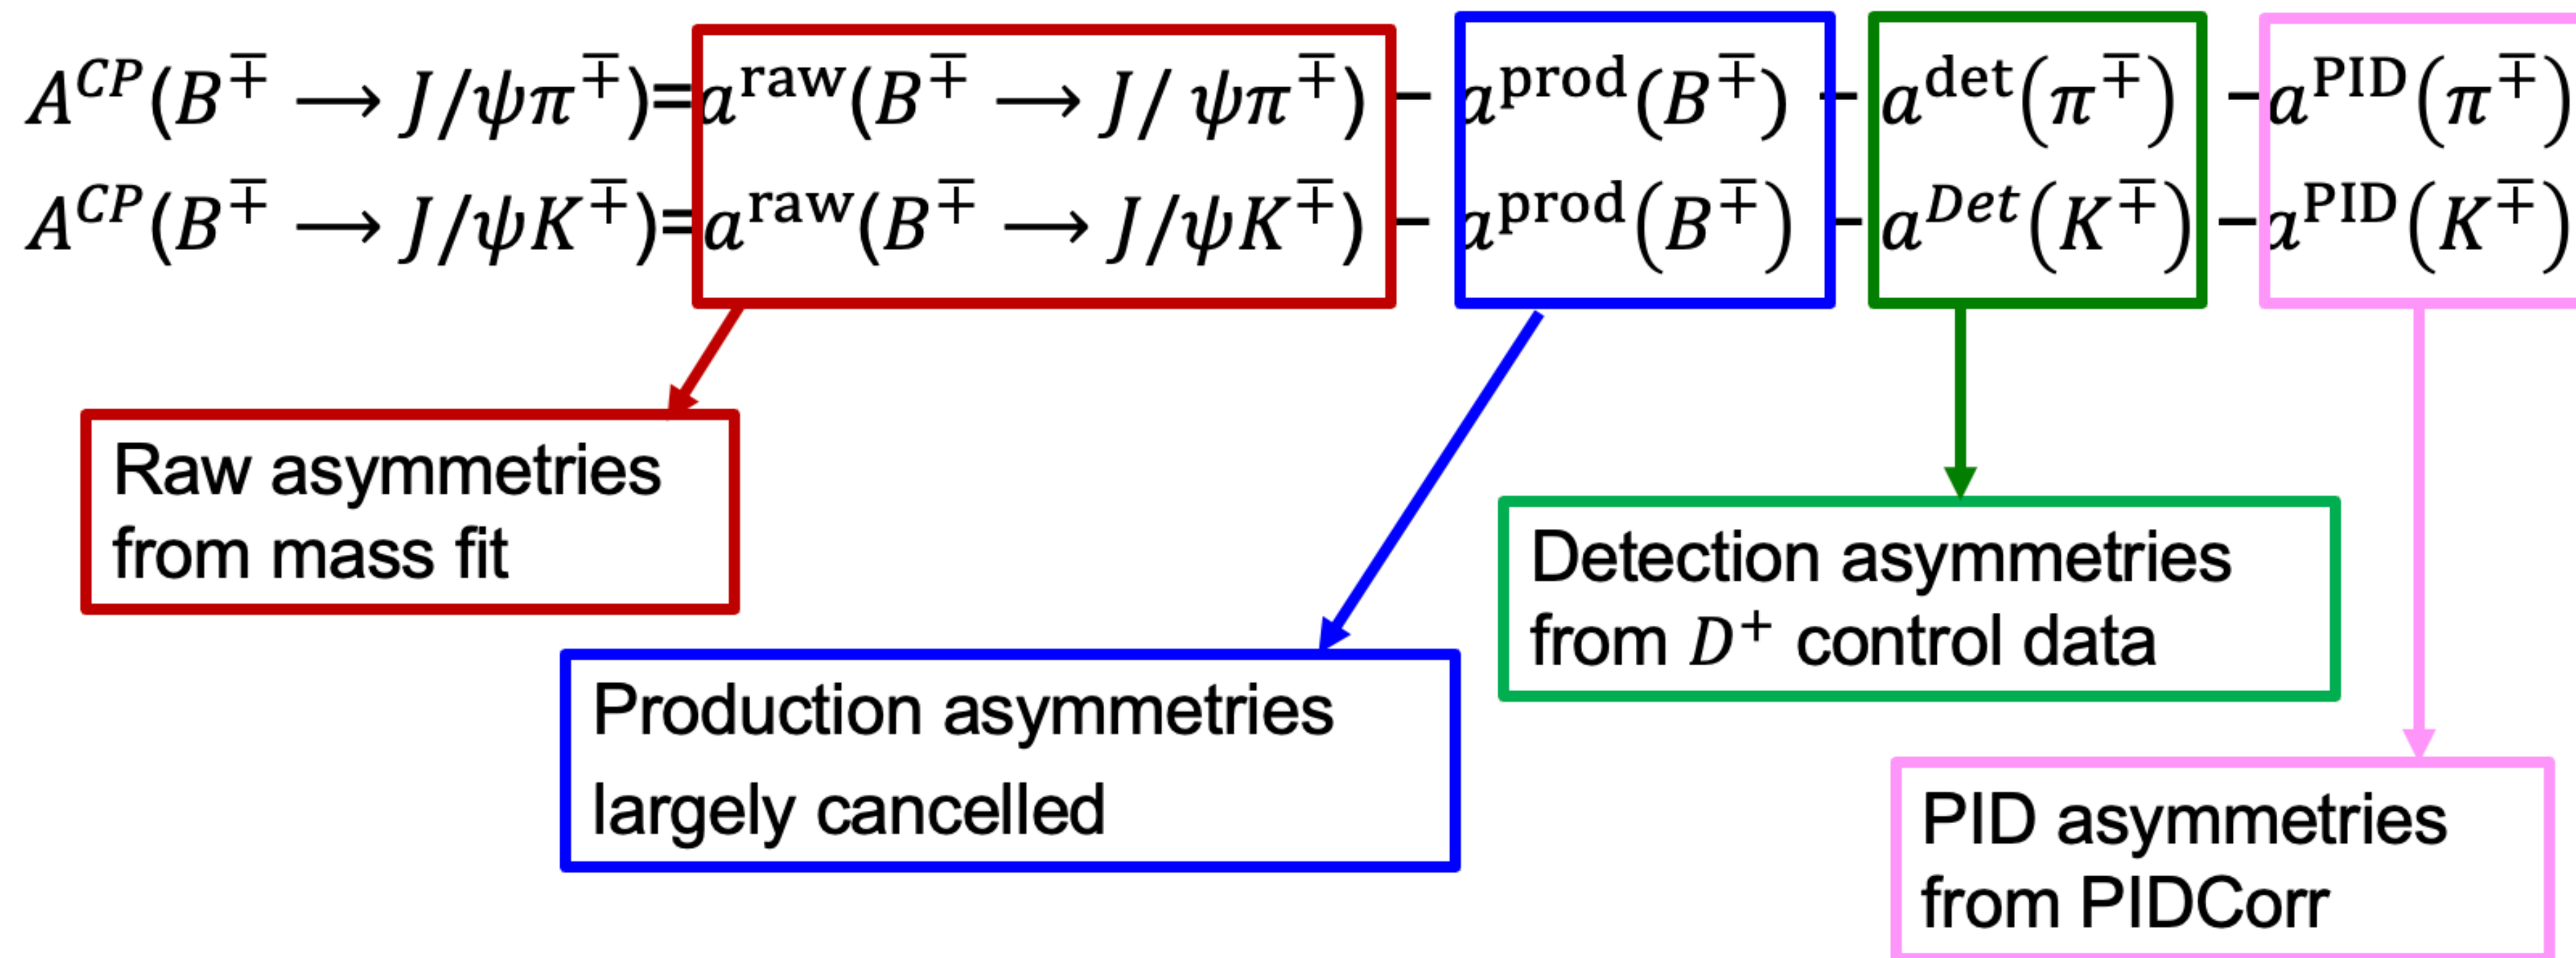 A^{CP}(B^∓ ⟶ J/ψπ^∓)=a^{raw}(B^∓ ⟶ J/ ψπ^∓) − a^{prod}(B^∓) − a^{det}(π^∓) −a^{PID}(π^∓)
A^{CP}(B^∓ ⟶ J/ψK^∓)=a^{raw}(B^∓ ⟶ J/ψK^∓) − a^{prod}(B^∓) −a^{Det}(K^∓) −a^{PID}(K^∓)
Raw asymmetries
from mass fit
Detection asymmetries
from D^+ control data
Production asymmetries
largely cancelled
PID asymmetries
from PIDCorr